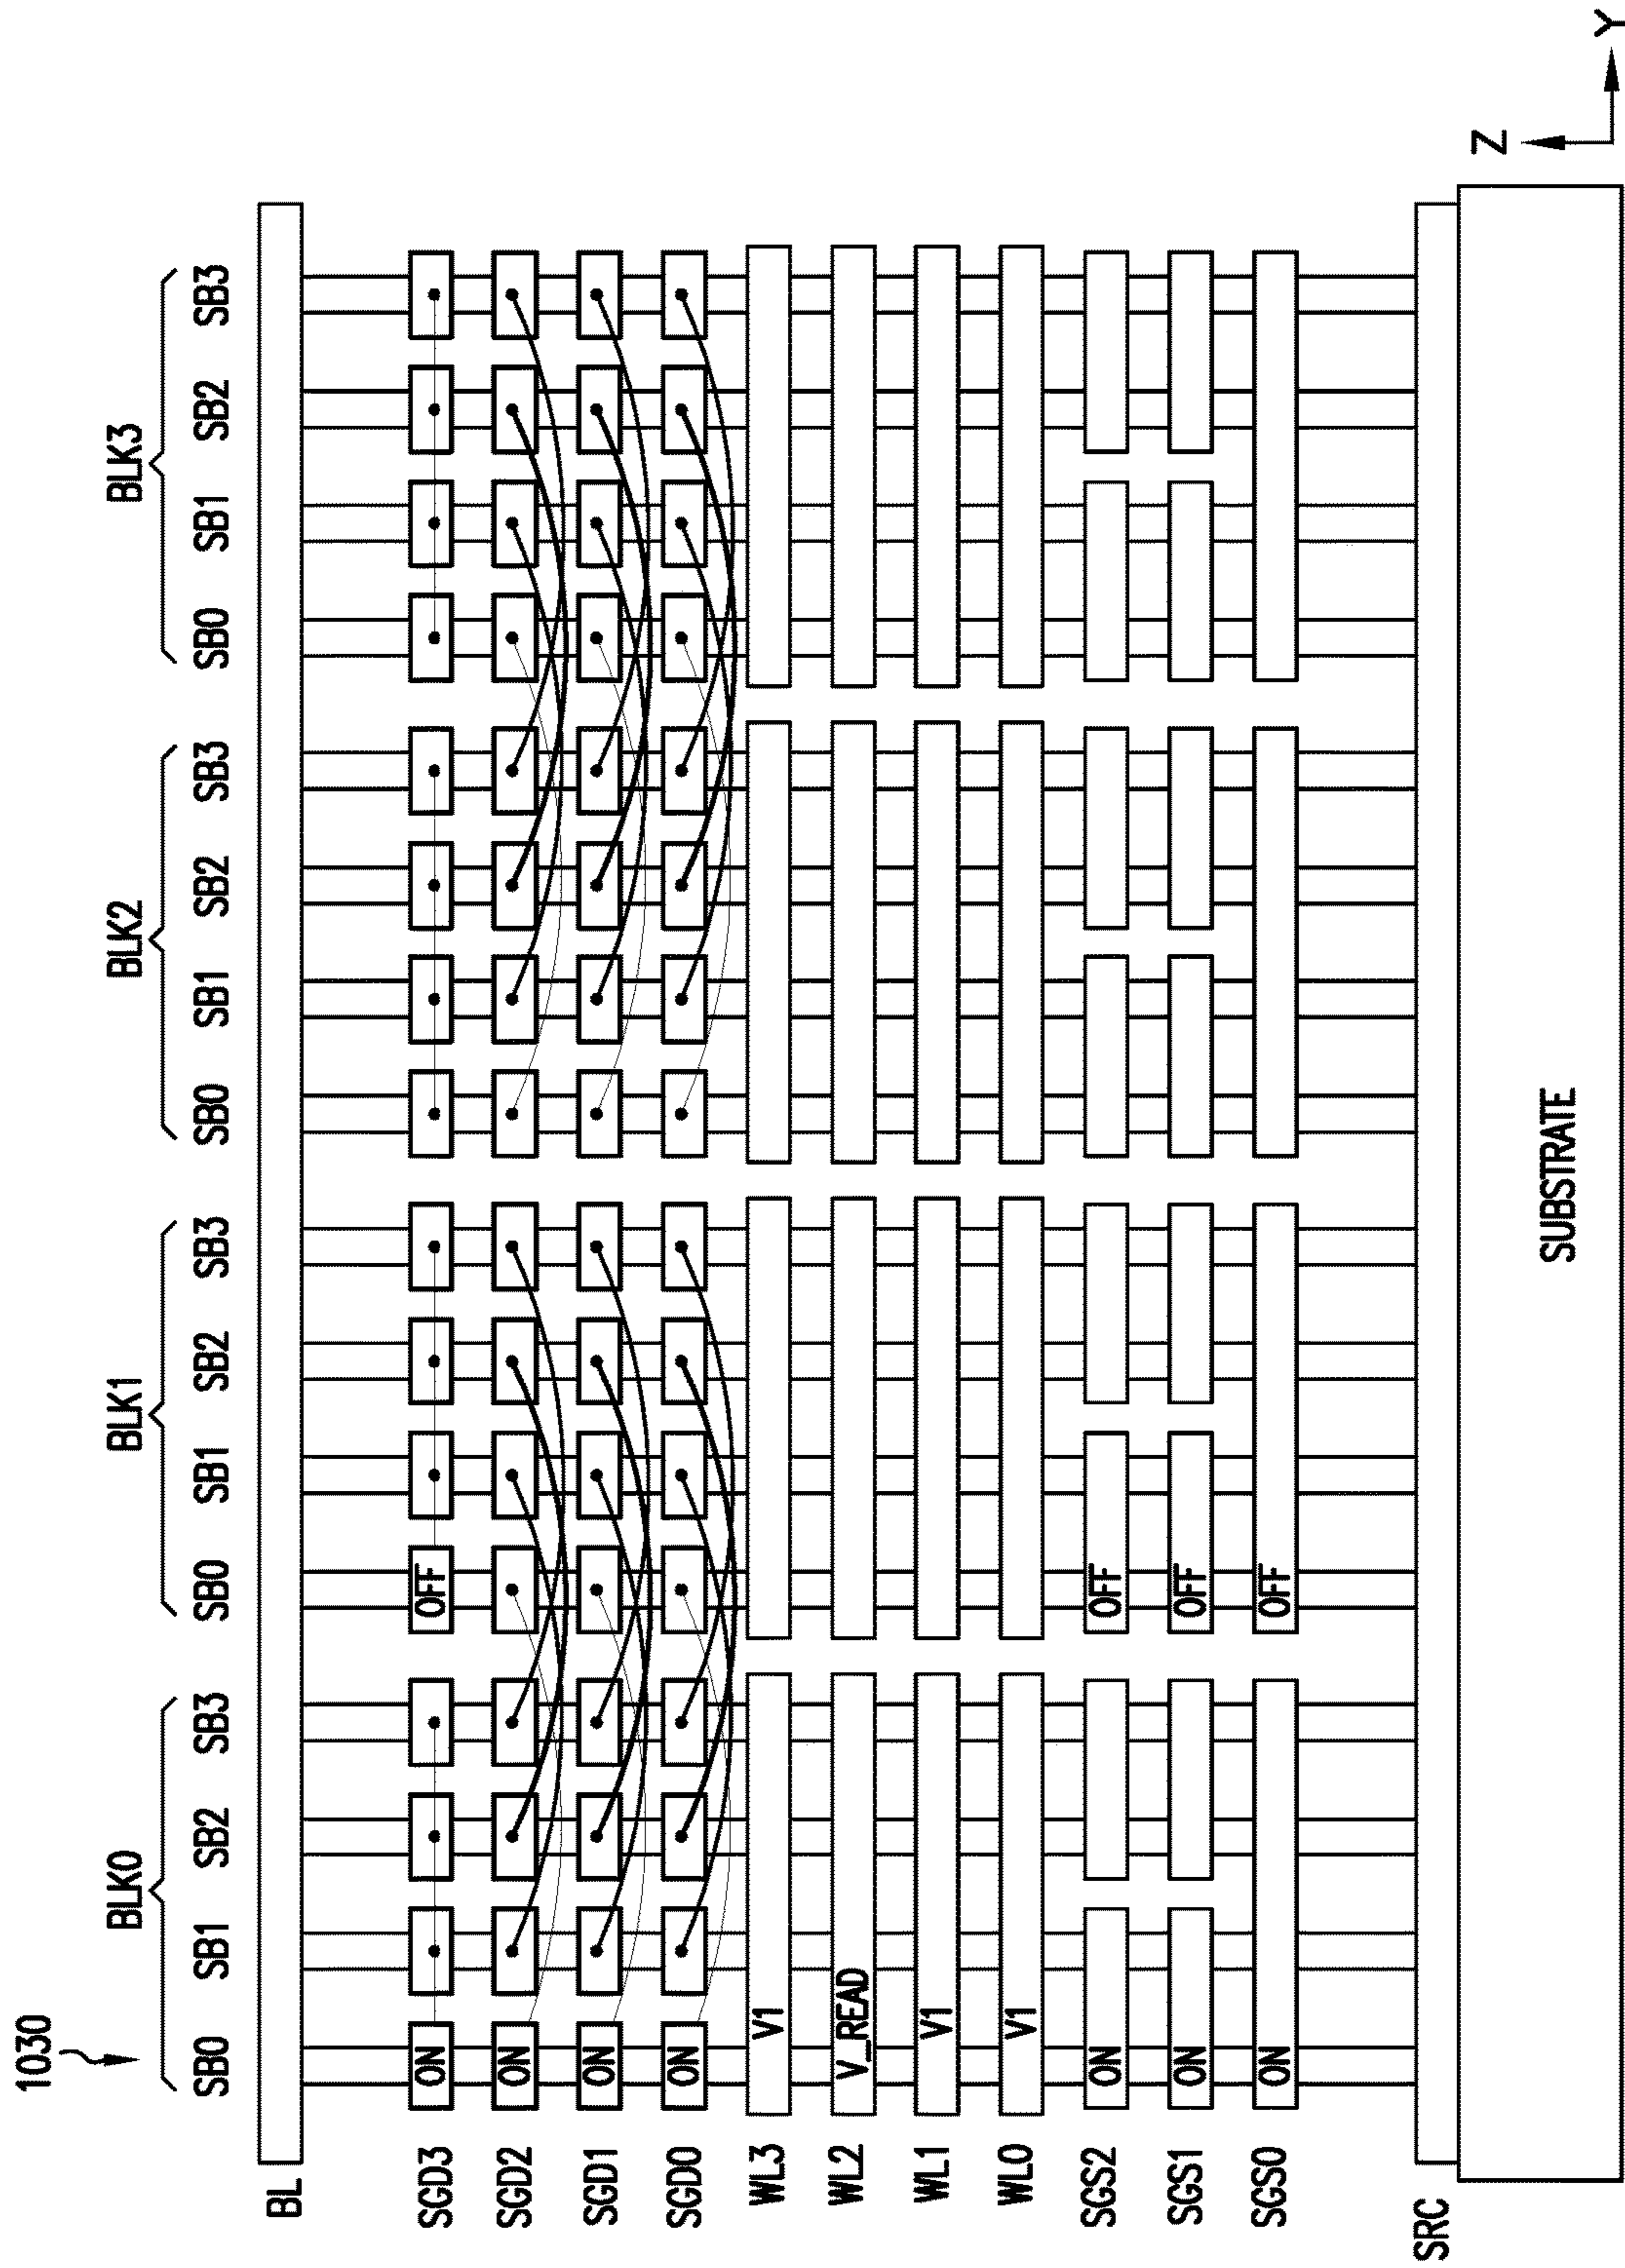 1030
BLK0 BLK1 BLK2 BLK3
SB0 SB1 SB2 SB3 SB0 SB1 SB2 SB3 SB0 SB1 SB2 SB3 SB0 SB1 SB2 SB3
BL
SGD3 ON OFF
SGD2 ON
SGD1 ON
SGD0 ON
WL3 V1
WL2 V_READ
WL1 V1
WL0 V1
SGS2 ON OFF
SGS1 ON OFF
SGS0 ON OFF
SRC
SUBSTRATE
Z
Y